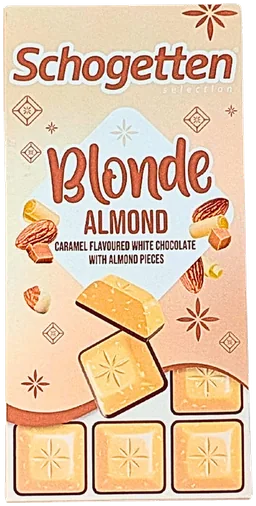 Schogetten
selection
Blonde
ALMOND
CARAMEL FLAVOURED WHITE CHOCOLATE
WITH ALMOND PIECES